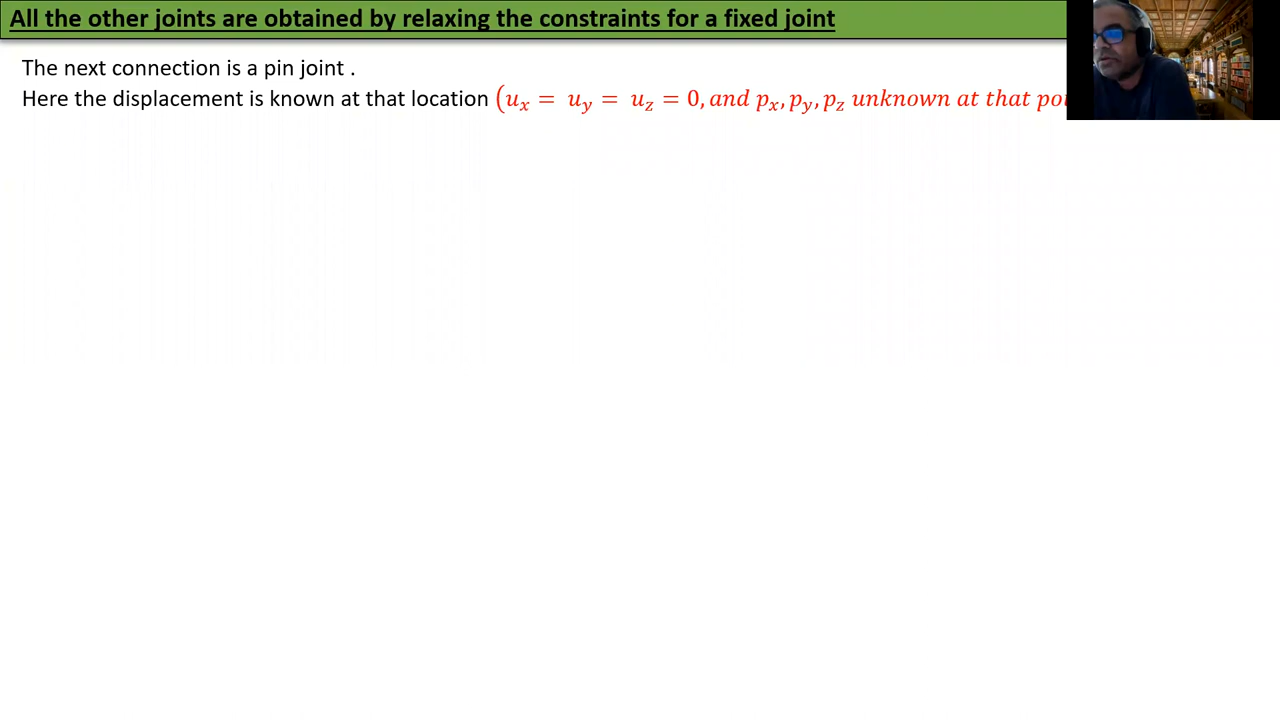 All the other joints are obtained by relaxing the constraints for a fixed joint
The next connection is a pin joint .
Here the displacement is known at that location (uₓ = u_y = u_z = 0, and pₓ, p_y, p_z unknown at that